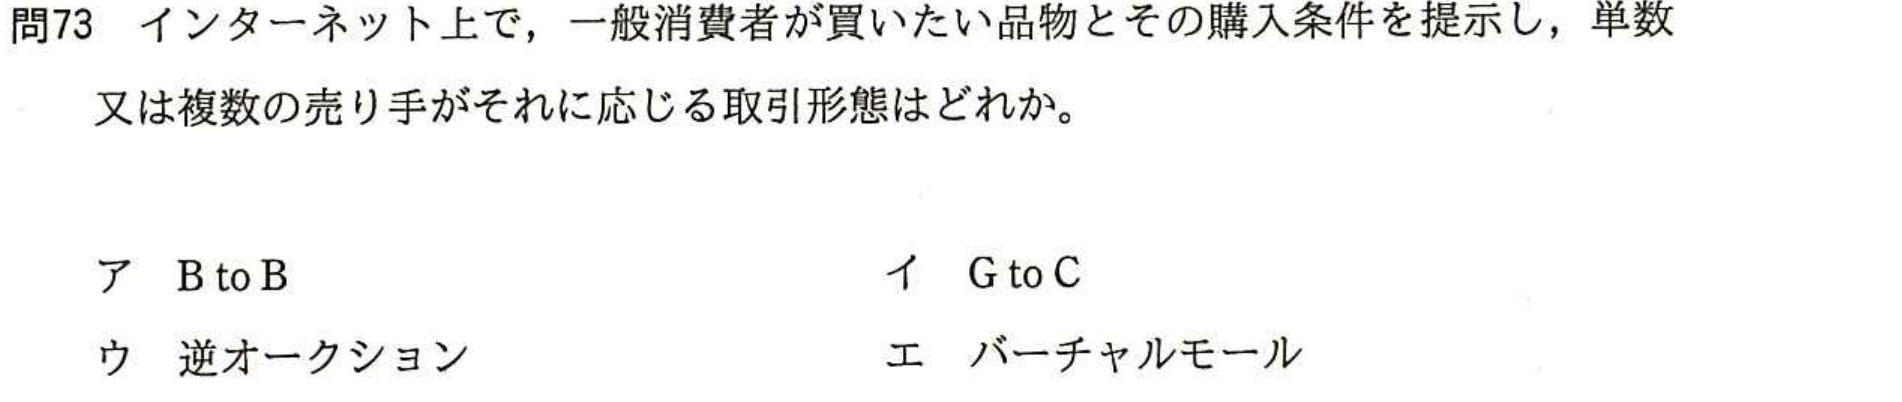 問73 インターネット上で，一般消費者が買いたい品物とその購入条件を提示し，単数
又は複数の売り手がそれに応じる取引形態はどれか。
ア B to B イ G to C
ウ 逆オークション エ バーチャルモール